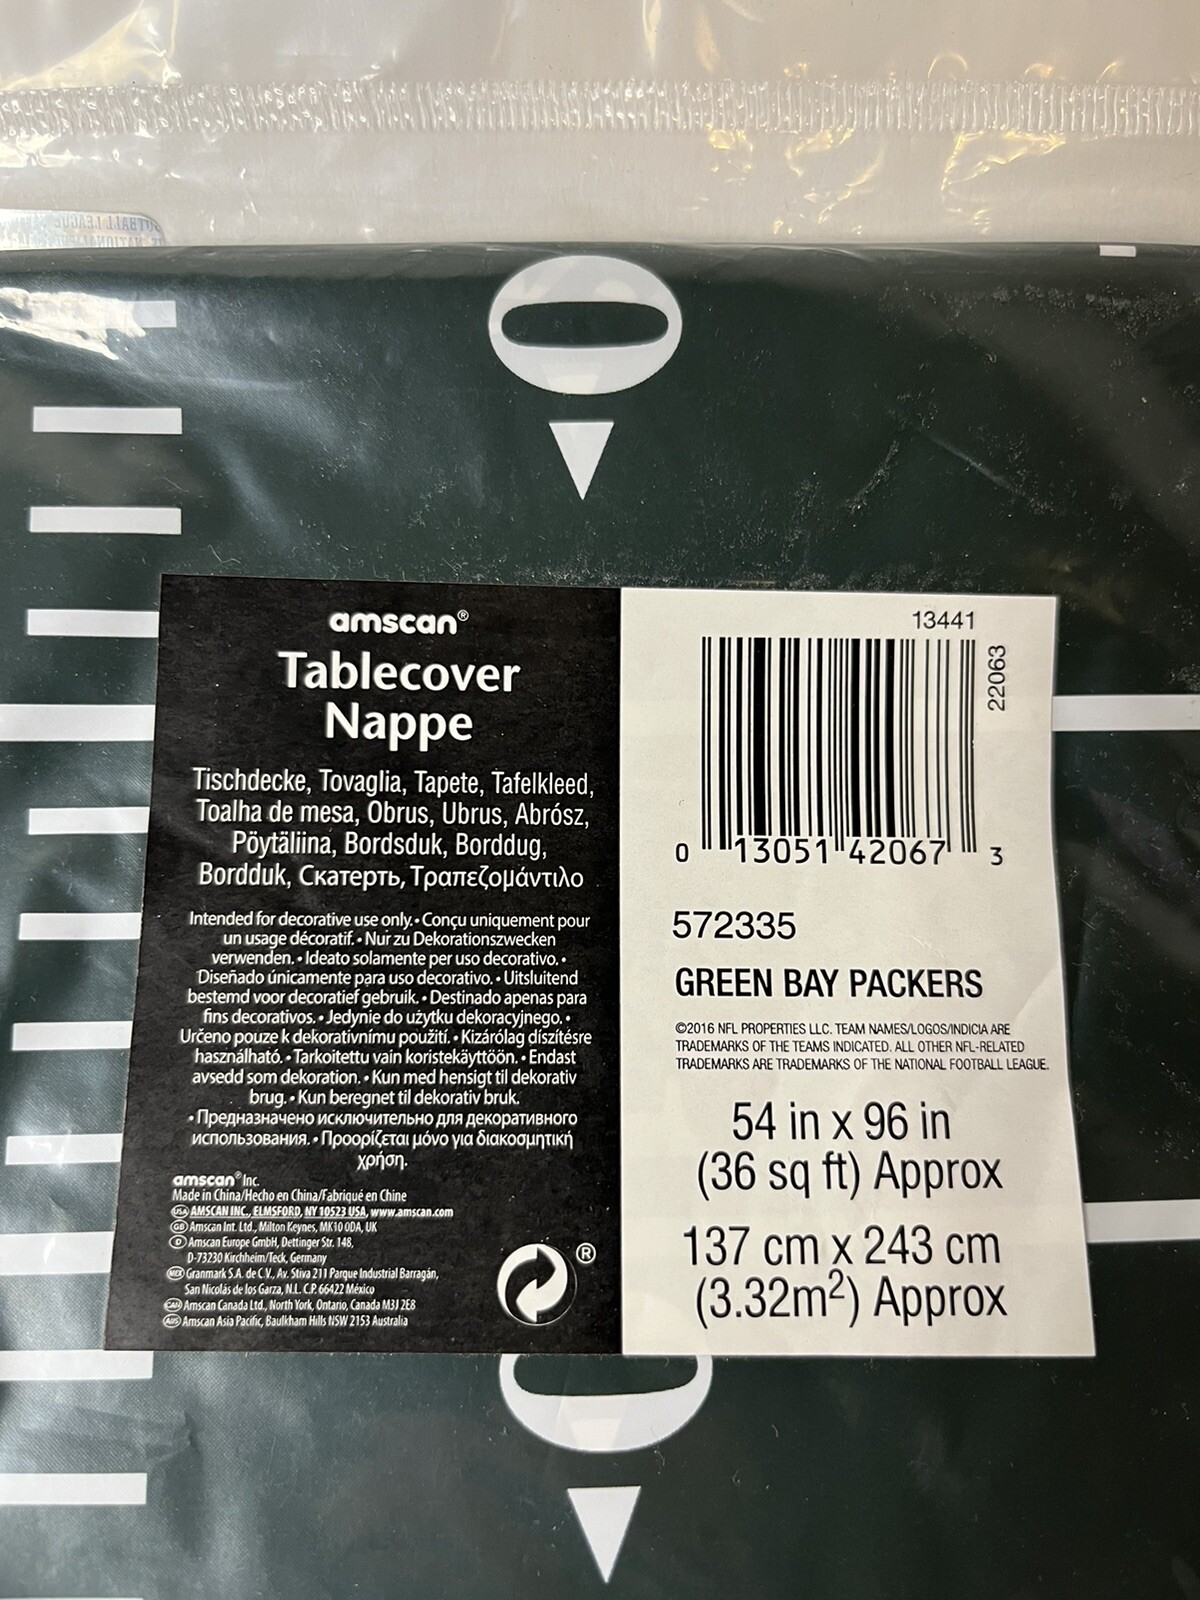 0
amscan®
Tablecover
Nappe
Tischdecke, Tovaglia, Tapete, Tafelkleed,
Toalha de mesa, Obrus, Ubrus, Abrósz,
Pöytäliina, Bordsduk, Borddug,
Bordduk, Скатерть, Τραπεζομάντιλο
Intended for decorative use only. • Conçu uniquement pour
un usage décoratif. • Nur zu Dekorationszwecken
verwenden. • Ideato solamente per uso decorativo. •
Diseñado únicamente para uso decorativo. • Uitsluitend
bestemd voor decoratief gebruik. • Destinado apenas para
fins decorativos. • Jedynie do użytku dekoracyjnego. •
Určeno pouze k dekorativnímu použití. • Kizárólag díszítésre
használható. • Tarkoitettu vain koristekäyttöön. • Endast
avsedd som dekoration. • Kun med hensigt til dekorativ
brug. • Kun beregnet til dekorativ bruk.
• Предназначено исключительно для декоративного
использования. • Προορίζεται μόνο για διακοσμητική
χρήση.
amscan® Inc.
Made in China/Hecho en China/Fabriqué en Chine
USA AMSCAN INC., ELMSFORD, NY 10523 USA, www.amscan.com
GB Amscan Int. Ltd., Milton Keynes, MK10 0DA, UK
D Amscan Europe GmbH, Dettinger Str. 148,
D-73230 Kirchheim/Teck, Germany
MEX Granmark S.A. de C.V., Av. Stiva 211 Parque Industrial Barragán,
San Nicolás de los Garza, N.L. C.P. 66422 México
CAN Amscan Canada Ltd., North York, Ontario, Canada M3J 2E8
AUS Amscan Asia Pacific, Baulkham Hills NSW 2153 Australia
®
13441
22063
0 13051 42067 3
572335
GREEN BAY PACKERS
©2016 NFL PROPERTIES LLC. TEAM NAMES/LOGOS/INDICIA ARE
TRADEMARKS OF THE TEAMS INDICATED. ALL OTHER NFL-RELATED
TRADEMARKS ARE TRADEMARKS OF THE NATIONAL FOOTBALL LEAGUE.
54 in x 96 in
(36 sq ft) Approx
137 cm x 243 cm
(3.32m²) Approx
0